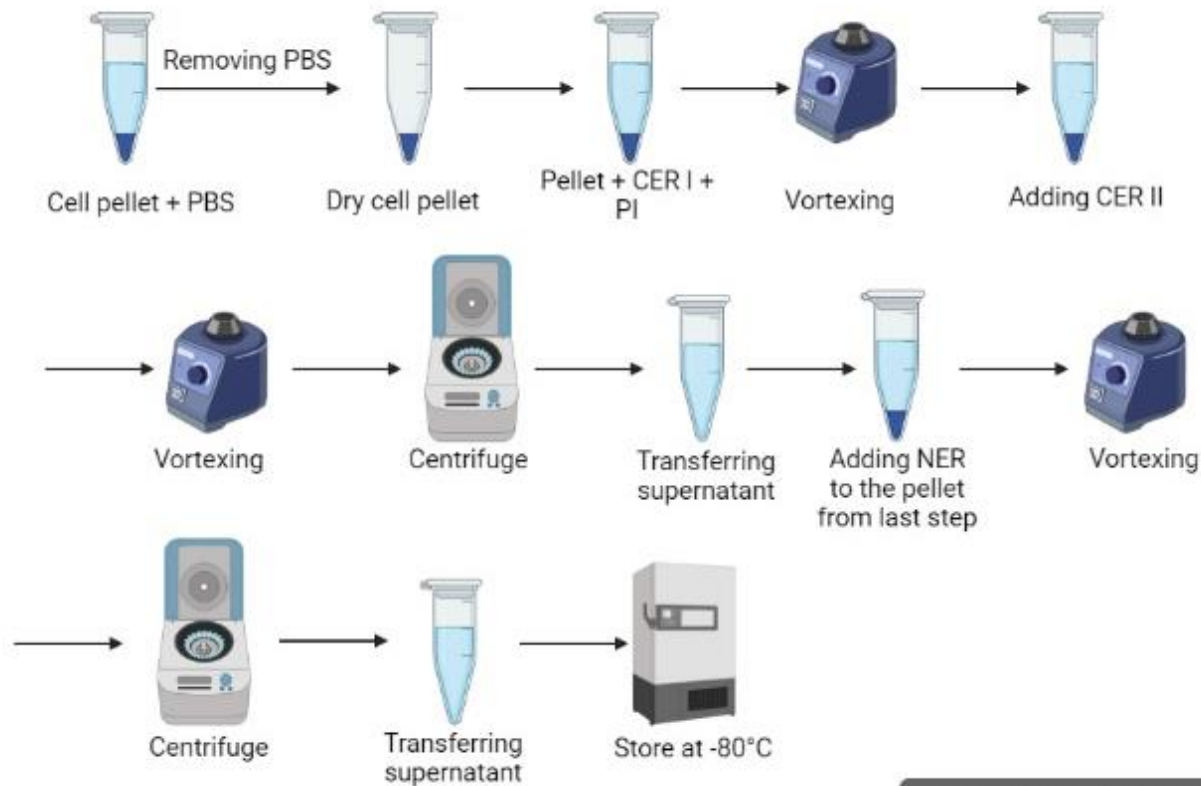 Removing PBS
Cell pellet + PBS
Dry cell pellet
Pellet + CER I +
PI
Vortexing
Adding CER II
Vortexing
Centrifuge
Transferring
supernatant
Adding NER
to the pellet
from last step
Vortexing
Centrifuge
Transferring
supernatant
Store at -80°C